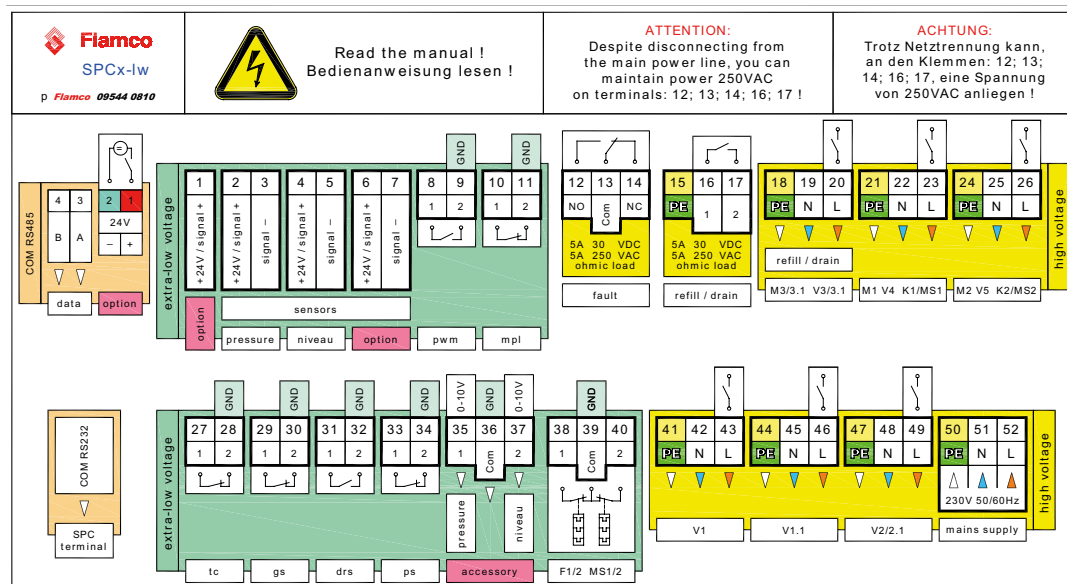 Flamco
SPCx-lw
p Flamco 09544 0810
Read the manual !
Bedienanweisung lesen !
ATTENTION:
Despite disconnecting from
the main power line, you can
maintain power 250VAC
on terminals: 12; 13; 14; 16; 17 !
ACHTUNG:
Trotz Netztrennung kann,
an den Klemmen: 12; 13;
14; 16; 17, eine Spannung
von 250VAC anliegen !
COM RS485
4 3
B A
data
=
2 1
24V
– +
option
extra-low voltage
1 2 3 4 5 6 7
+24V / signal +
+24V / signal +
signal –
+24V / signal +
signal –
+24V / signal +
signal –
option
sensors
pressure niveau option
GND
8 9
1 2
pwm
GND
10 11
1 2
mpl
12 13 14
NO Com NC
5A 30 VDC
5A 250 VAC
ohmic load
fault
15 16 17
PE 1 2
5A 30 VDC
5A 250 VAC
ohmic load
refill / drain
18 19 20
PE N L
refill / drain
M3/3.1 V3/3.1
21 22 23
PE N L
M1 V4 K1/MS1
24 25 26
PE N L
M2 V5 K2/MS2
high voltage
COM RS232
SPC
terminal
extra-low voltage
GND
27 28
1 2
tc
GND
29 30
1 2
gs
GND
31 32
1 2
drs
GND
33 34
1 2
ps
0-10V GND 0-10V
35 36 37
1 Com 2
pressure
niveau
accessory
GND
38 39 40
1 Com 2
F1/2 MS1/2
41 42 43
PE N L
V1
44 45 46
PE N L
V1.1
47 48 49
PE N L
V2/2.1
50 51 52
PE N L
230V 50/60Hz
mains supply
high voltage